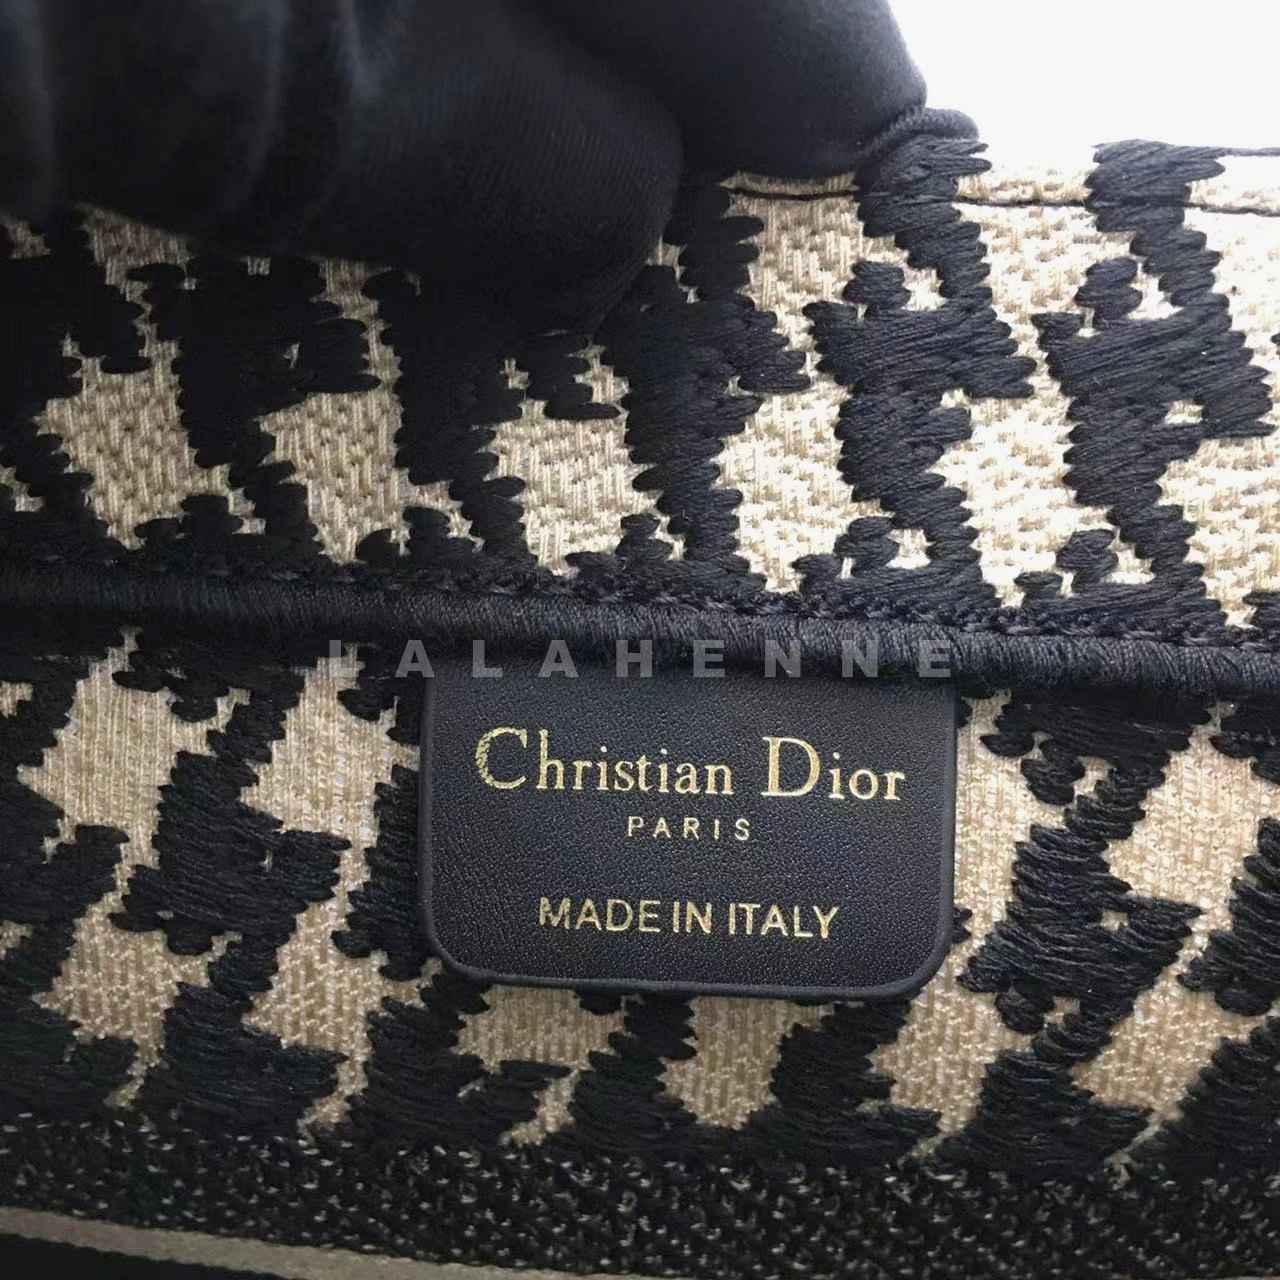 LALAHENNE
Christian Dior
PARIS
MADE IN ITALY